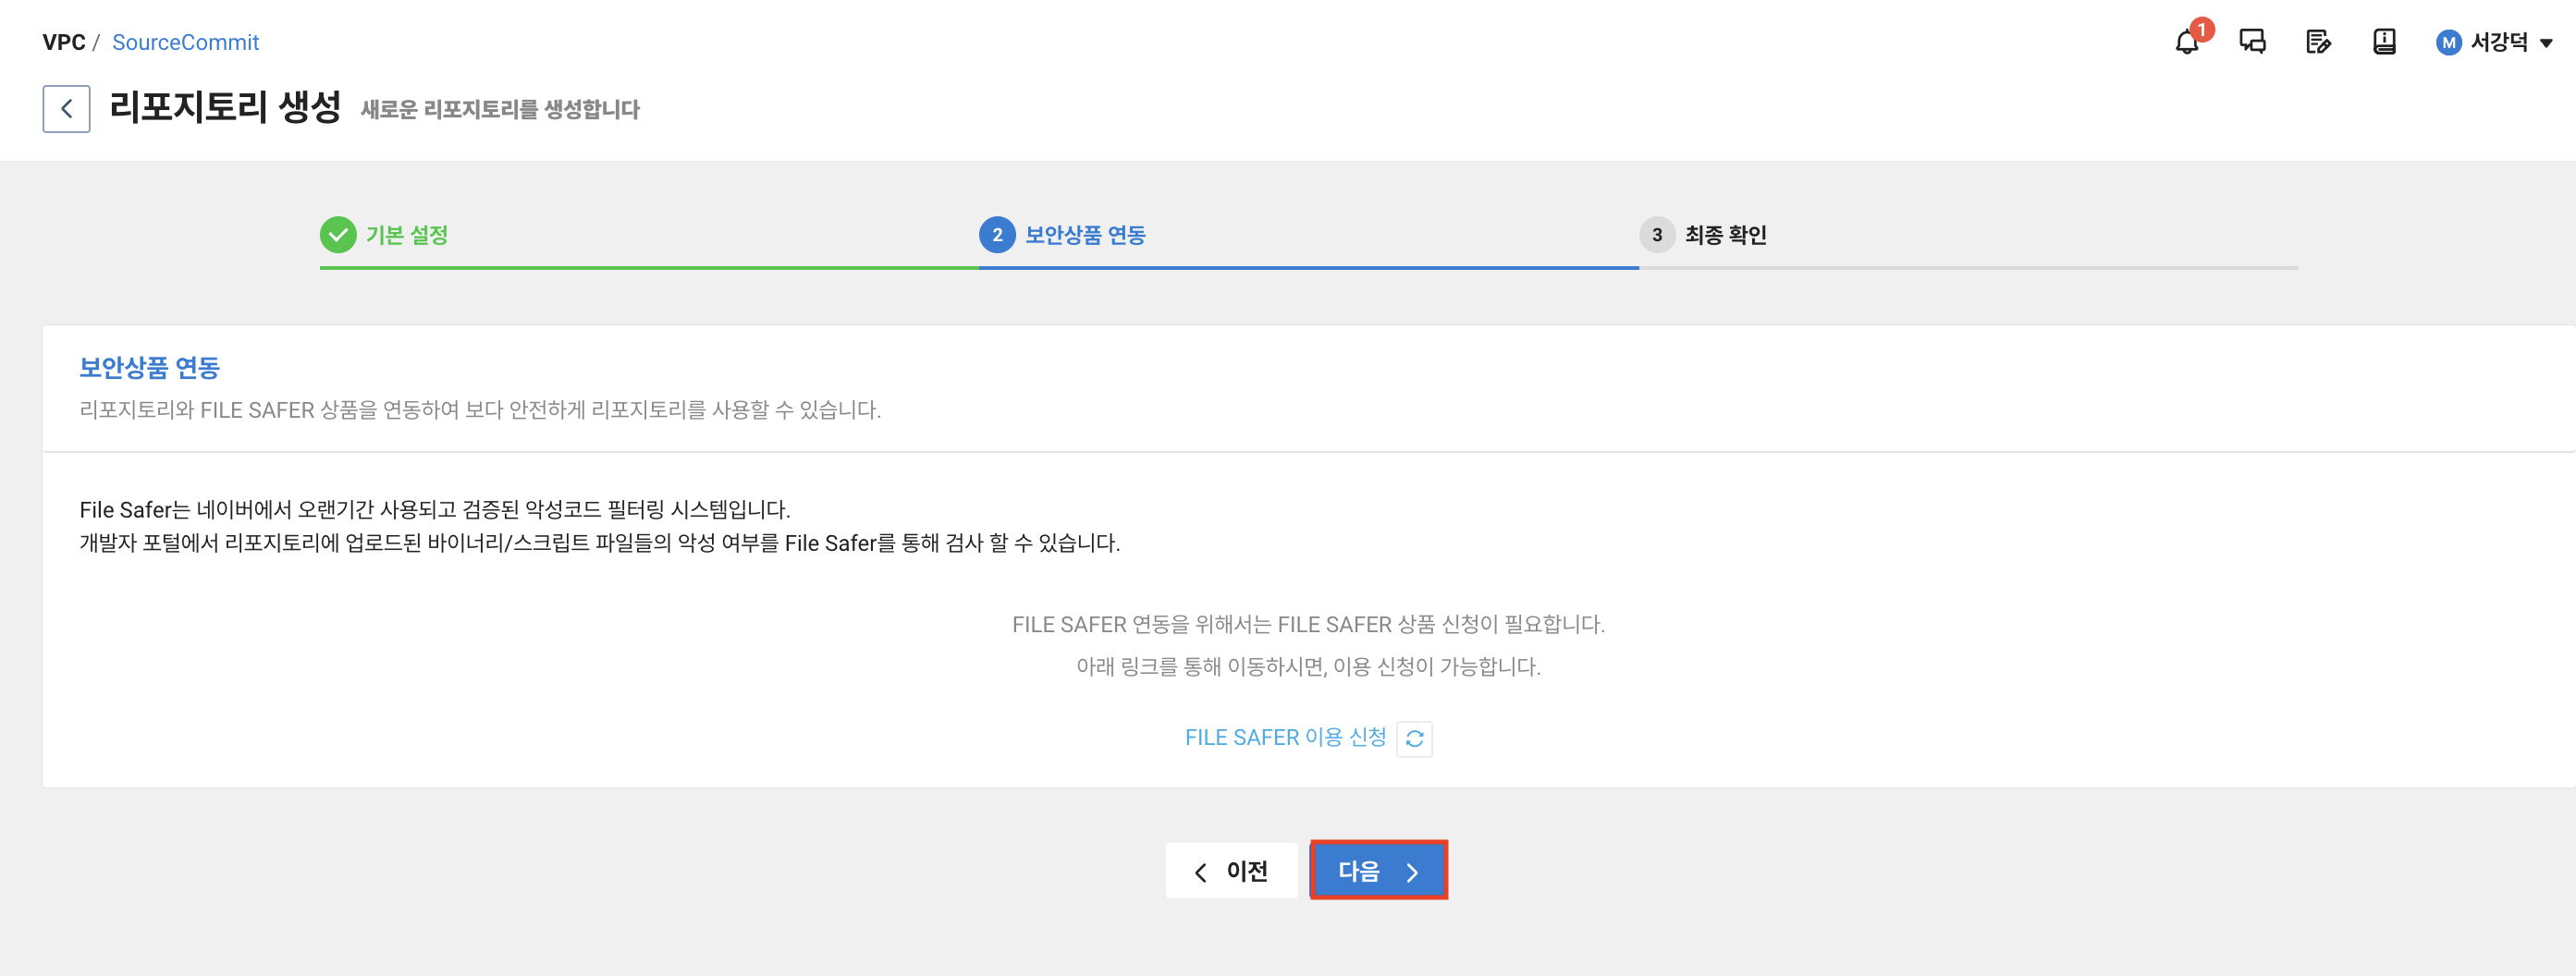 VPC / SourceCommit
1
M 서강덕
리포지토리 생성 새로운 리포지토리를 생성합니다
기본 설정
2 보안상품 연동
3 최종 확인
보안상품 연동
리포지토리와 FILE SAFER 상품을 연동하여 보다 안전하게 리포지토리를 사용할 수 있습니다.
File Safer는 네이버에서 오랜기간 사용되고 검증된 악성코드 필터링 시스템입니다.
개발자 포털에서 리포지토리에 업로드된 바이너리/스크립트 파일들의 악성 여부를 File Safer를 통해 검사 할 수 있습니다.
FILE SAFER 연동을 위해서는 FILE SAFER 상품 신청이 필요합니다.
아래 링크를 통해 이동하시면, 이용 신청이 가능합니다.
FILE SAFER 이용 신청
이전
다음